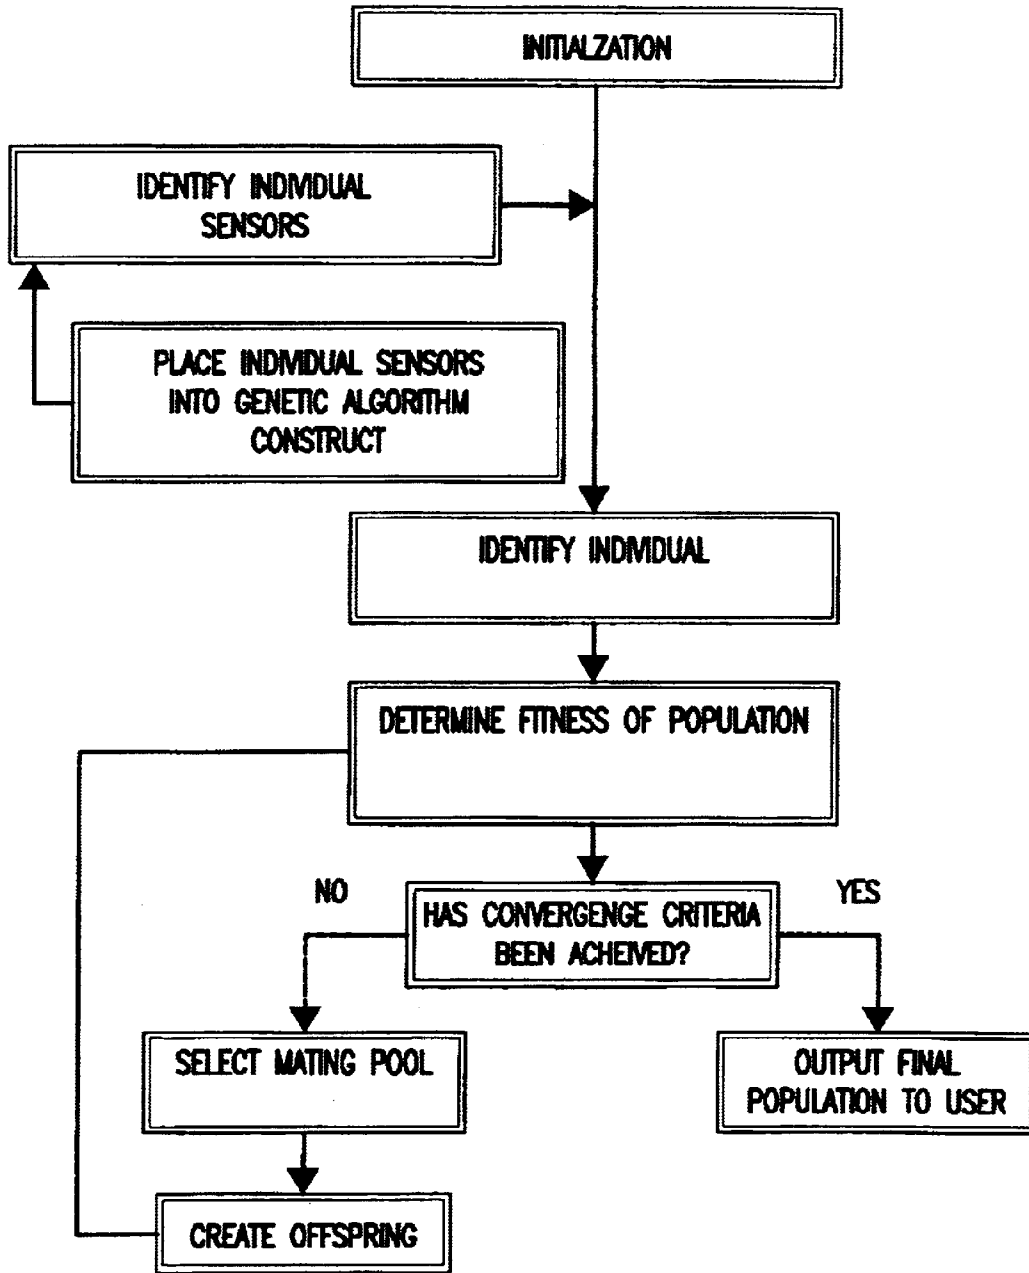 INITIALZATION
IDENTIFY INDIVIDUAL
SENSORS
PLACE INDIVIDUAL SENSORS
INTO GENETIC ALGORITHM
CONSTRUCT
IDENTIFY INDIVIDUAL
DETERMINE FITNESS OF POPULATION
NO
YES
HAS CONVERGENCE CRITERIA
BEEN ACHEIVED?
SELECT MATING POOL
OUTPUT FINAL
POPULATION TO USER
CREATE OFFSPRING